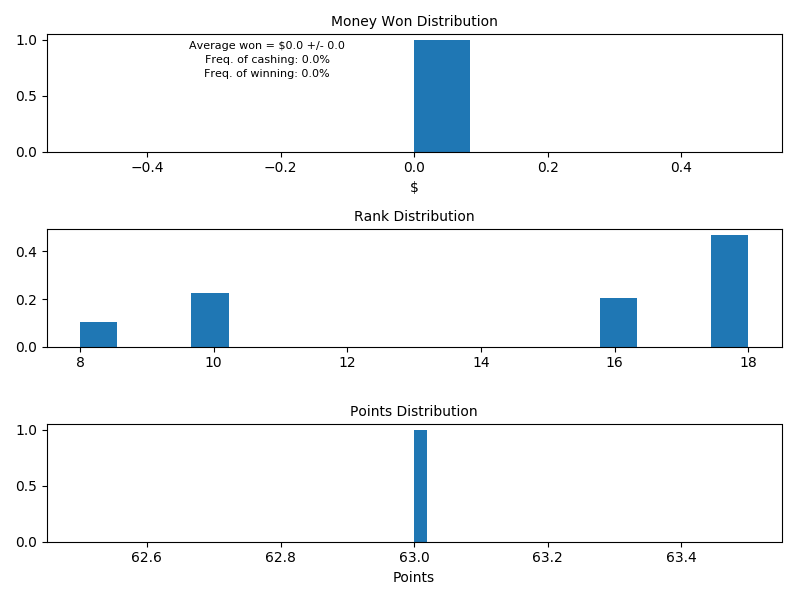 Money Won Distribution
1.0
Average won = $0.0 +/- 0.0
Freq. of cashing: 0.0%
Freq. of winning: 0.0%
0.5
0.0
−0.4 −0.2 0.0 0.2 0.4
$
Rank Distribution
0.4
0.2
0.0
8 10 12 14 16 18
Points Distribution
1.0
0.5
0.0
62.6 62.8 63.0 63.2 63.4
Points